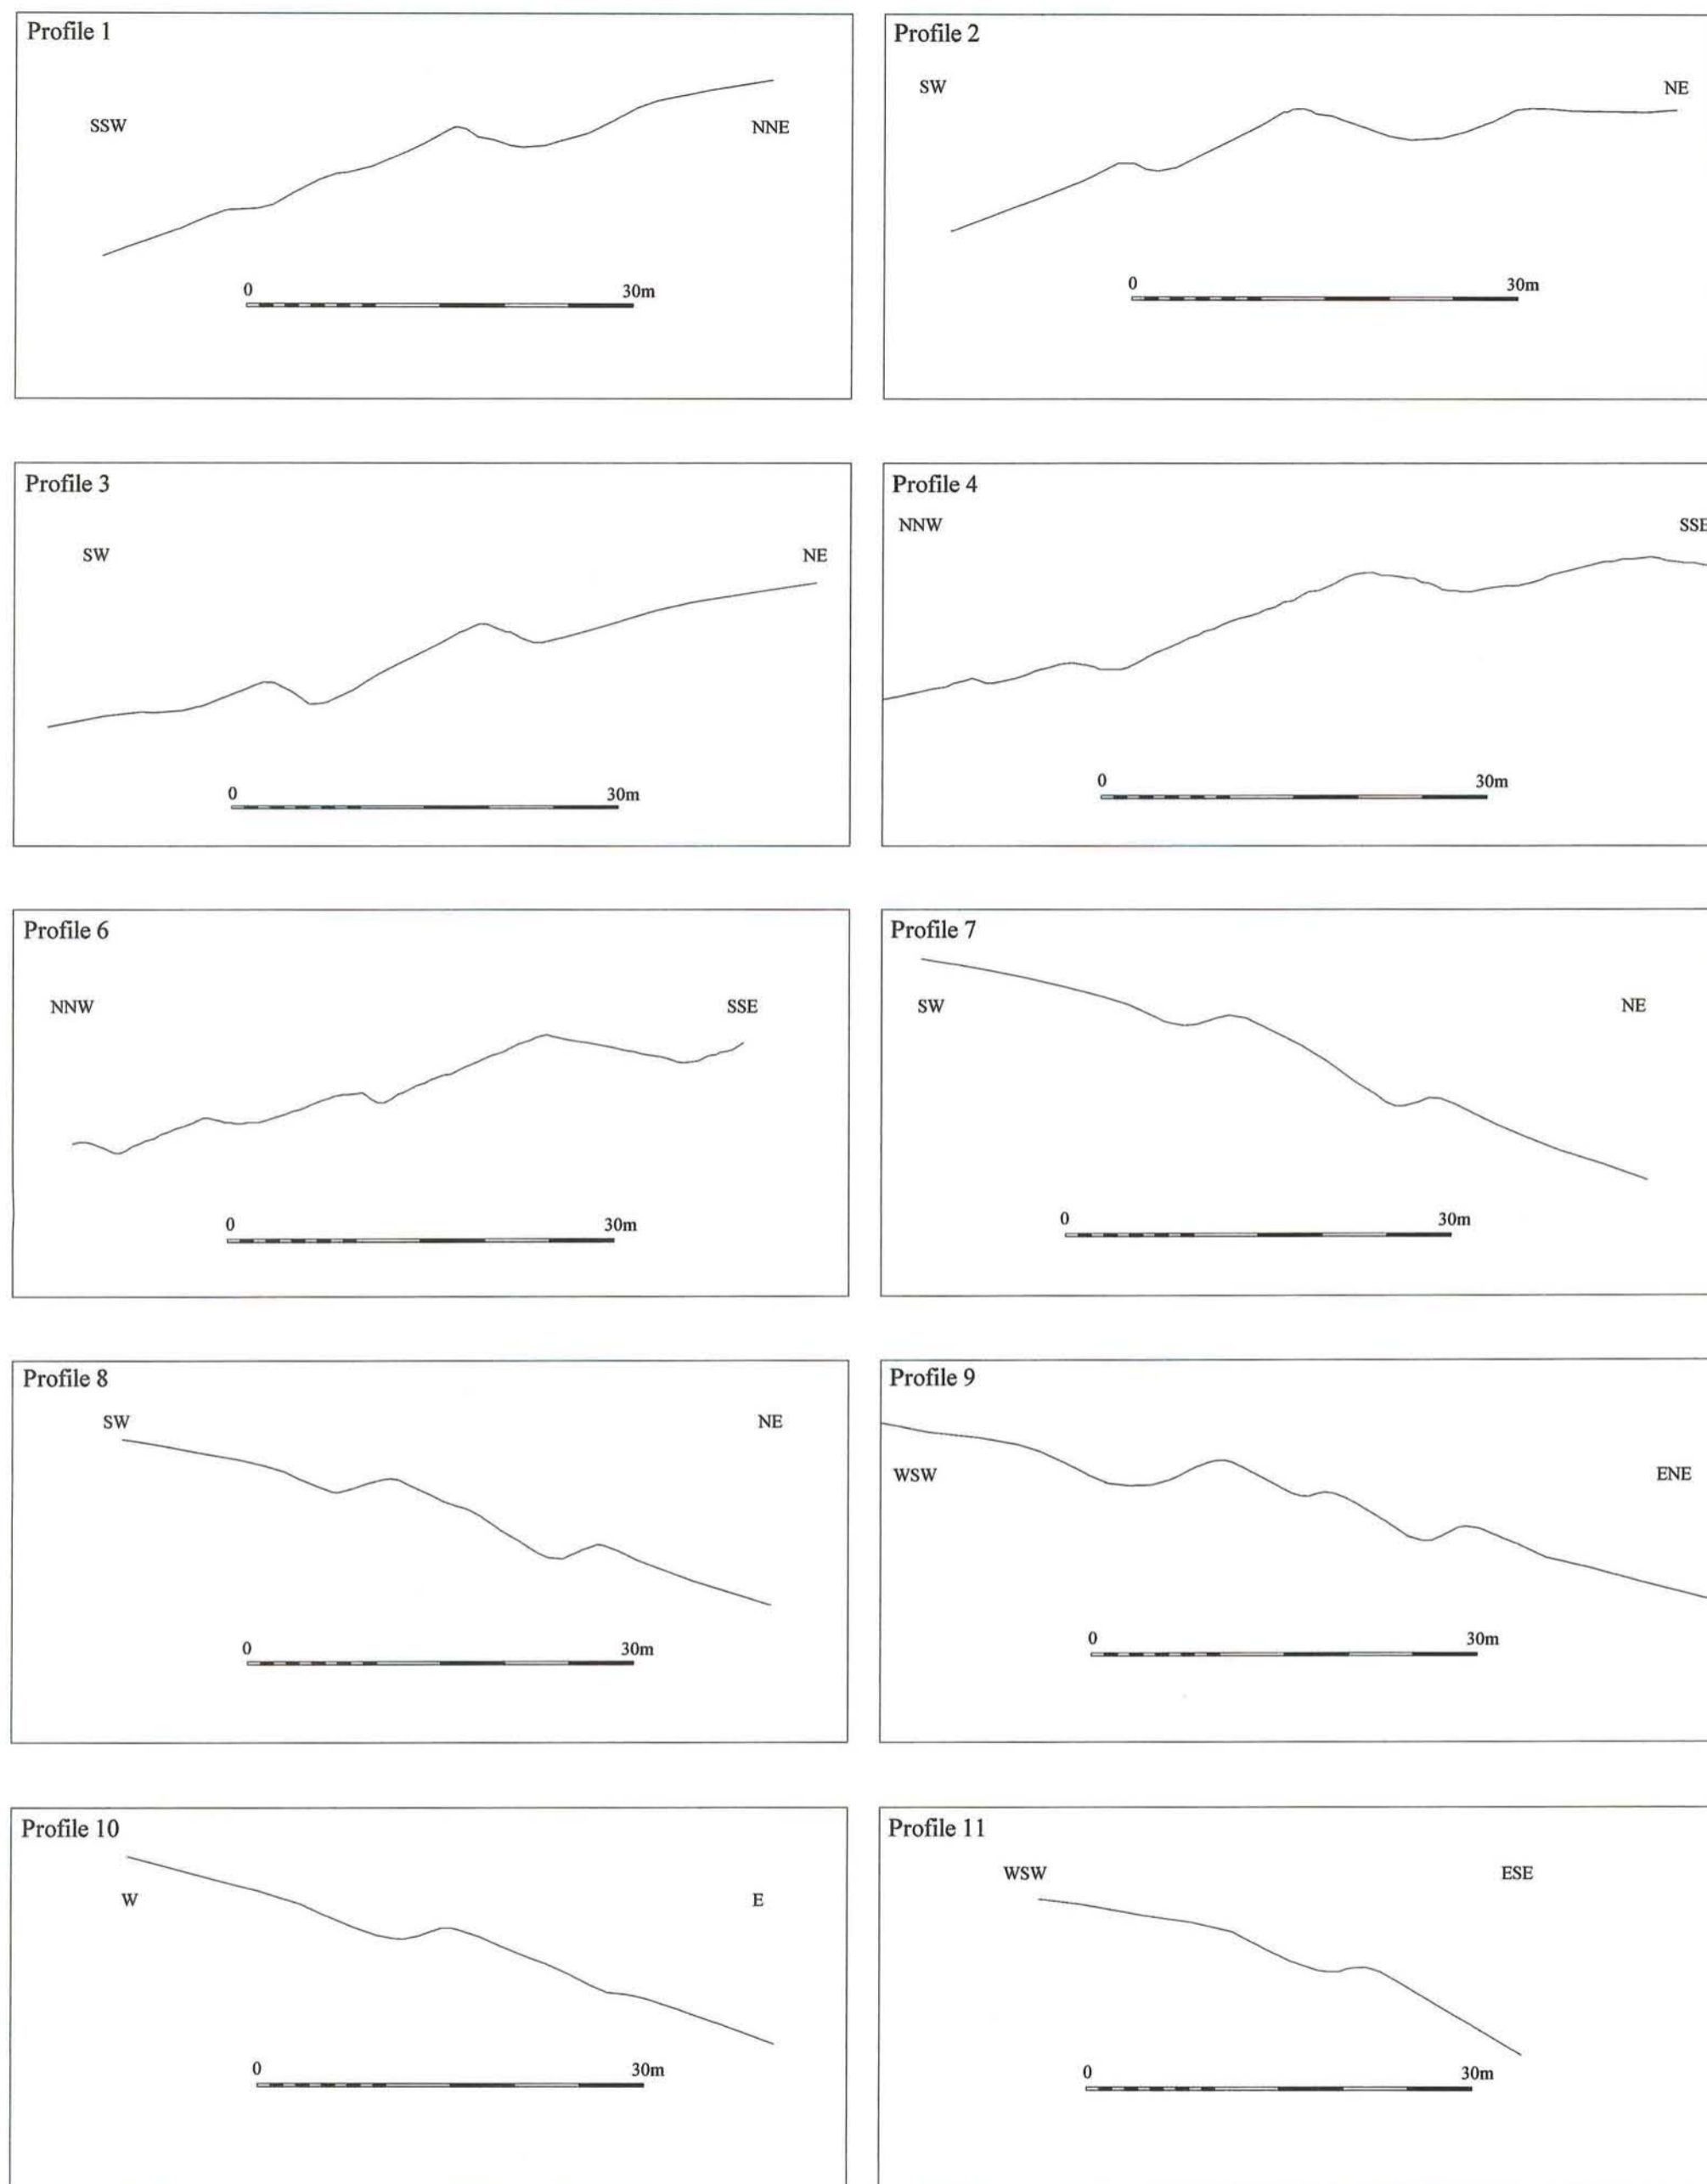 Profile 1
SSW
NNE
0 30m
Profile 2
SW
NE
0 30m
Profile 3
SW
NE
0 30m
Profile 4
NNW
SSE
0 30m
Profile 6
NNW
SSE
0 30m
Profile 7
SW
NE
0 30m
Profile 8
SW
NE
0 30m
Profile 9
WSW
ENE
0 30m
Profile 10
W
E
0 30m
Profile 11
WSW
ESE
0 30m